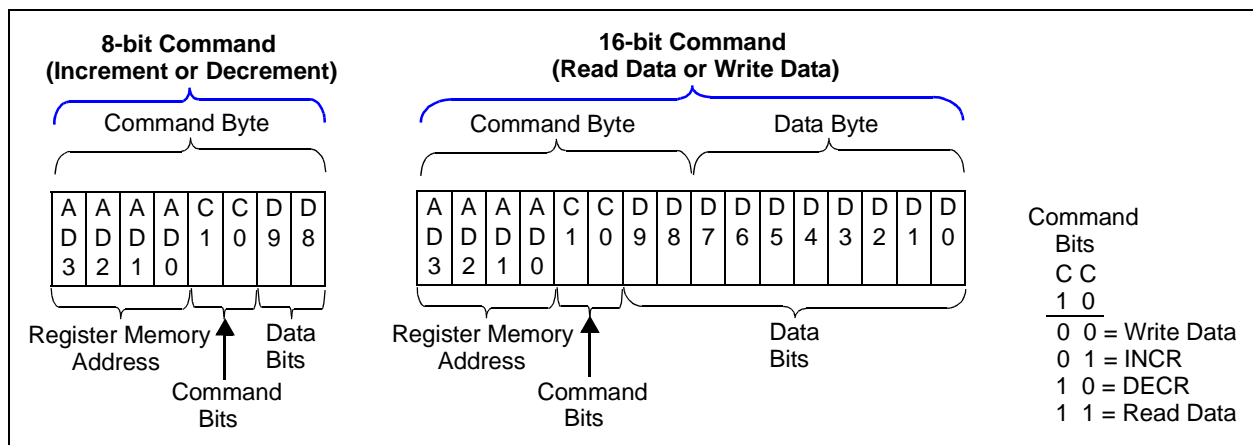 8-bit Command
(Increment or Decrement)
Command Byte
A A A A C C D D
D D D D 1 0 9 8
3 2 1 0
Register Memory
Address
Data
Bits
Command
Bits
16-bit Command
(Read Data or Write Data)
Command Byte
Data Byte
A A A A C C D D D D D D D D D D
D D D D 1 0 9 8 7 6 5 4 3 2 1 0
3 2 1 0
Register Memory
Address
Data
Bits
Command
Bits
Command
Bits
C C
1 0
0 0 = Write Data
0 1 = INCR
1 0 = DECR
1 1 = Read Data